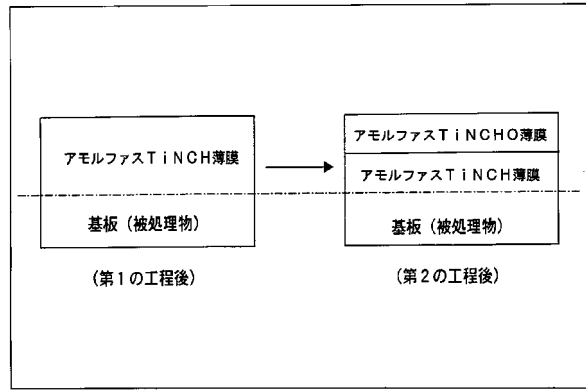 アモルファスTiNCH薄膜
基板(被処理物)
(第1の工程後)
アモルファスTiNCHO薄膜
アモルファスTiNCH薄膜
基板(被処理物)
(第2の工程後)